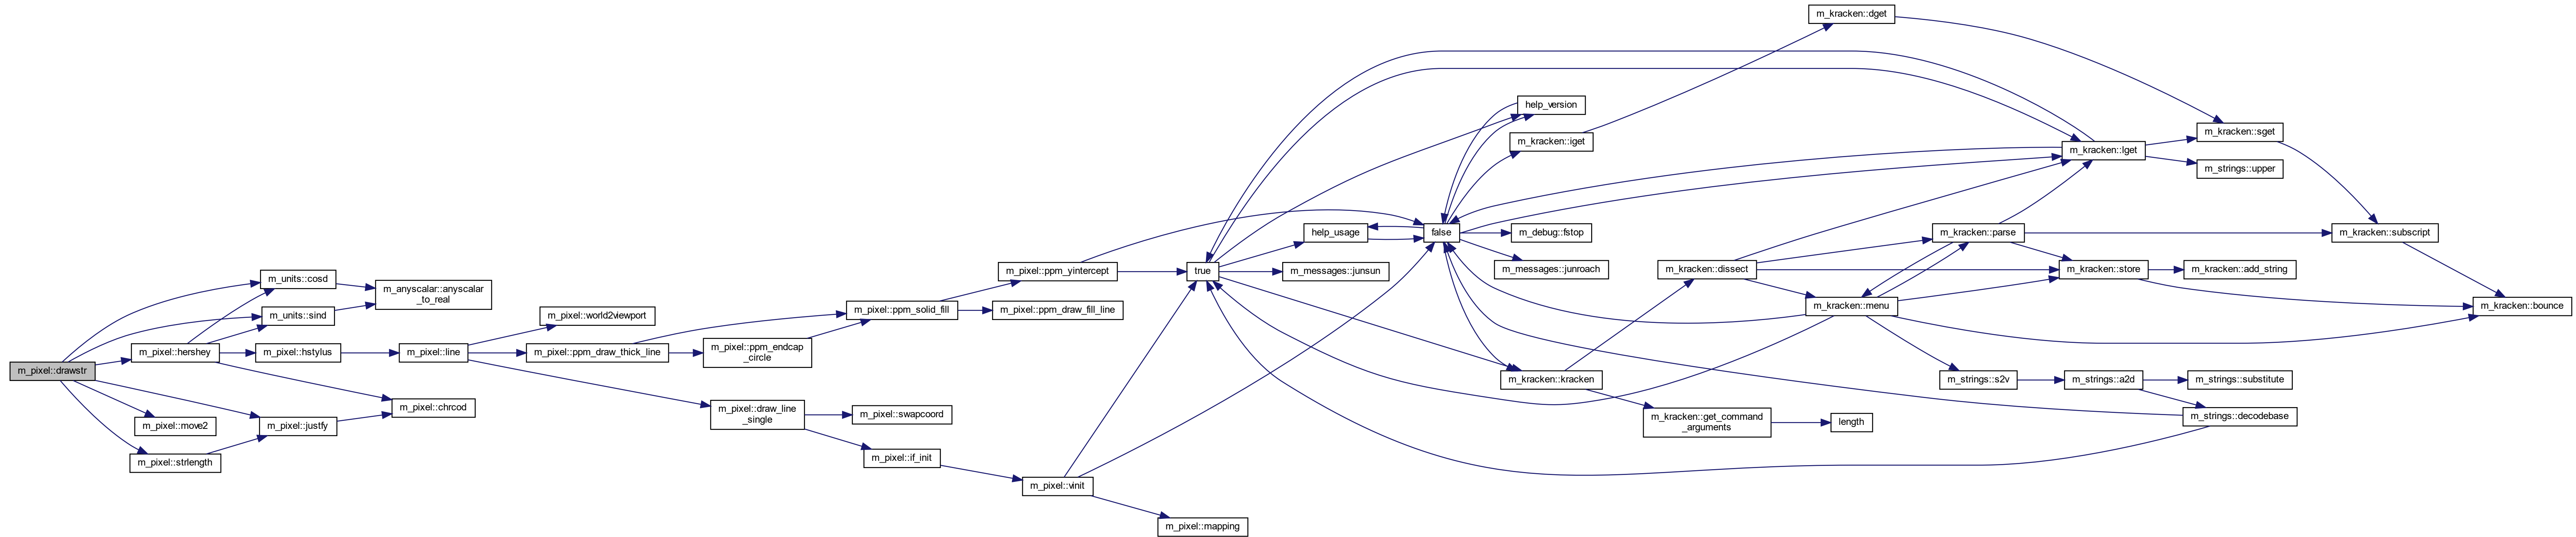 m_pixel::drawstr
m_units::cosd
m_units::sind
m_pixel::hershey
m_pixel::move2
m_pixel::strlength
m_anyscalar::anyscalar
_to_real
m_pixel::hstylus
m_pixel::justfy
m_pixel::chrcod
m_pixel::line
m_pixel::world2viewport
m_pixel::ppm_draw_thick_line
m_pixel::ppm_endcap
_circle
m_pixel::draw_line
_single
m_pixel::ppm_solid_fill
m_pixel::swapcoord
m_pixel::if_init
m_pixel::ppm_yintercept
m_pixel::ppm_draw_fill_line
m_pixel::vinit
m_pixel::mapping
true
help_usage
m_messages::junsun
false
help_version
m_kracken::iget
m_debug::fstop
m_messages::junroach
m_kracken::kracken
m_kracken::dissect
m_kracken::get_command
_arguments
m_kracken::dget
length
m_kracken::parse
m_kracken::menu
m_kracken::lget
m_kracken::store
m_strings::s2v
m_strings::a2d
m_kracken::sget
m_strings::upper
m_kracken::add_string
m_strings::substitute
m_strings::decodebase
m_kracken::subscript
m_kracken::bounce